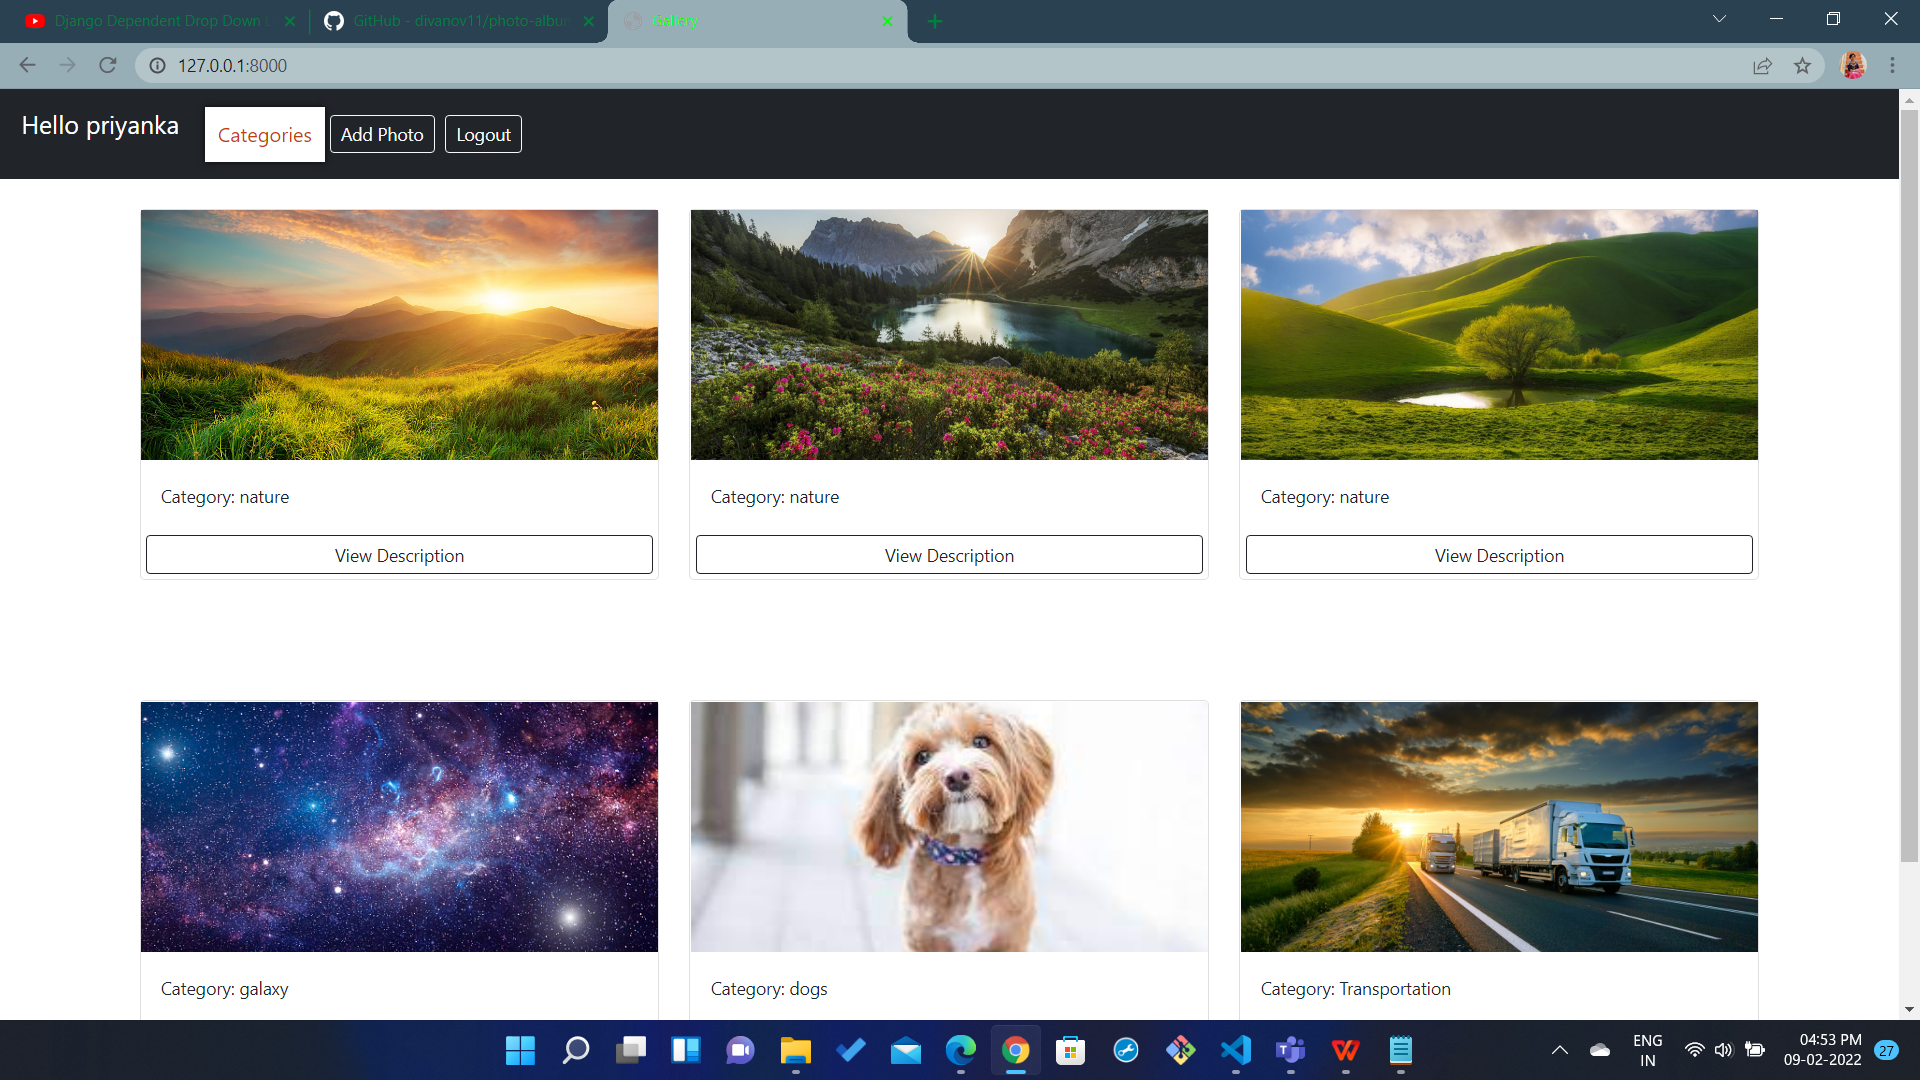 Django Dependent Drop Down L
GitHub - divanov11/photo-album
Gallery
127.0.0.1:8000
Hello priyanka
Categories
Add Photo
Logout
Category: nature
Category: nature
Category: nature
View Description
View Description
View Description
Category: galaxy
Category: dogs
Category: Transportation
ENG
IN
04:53 PM
09-02-2022
27